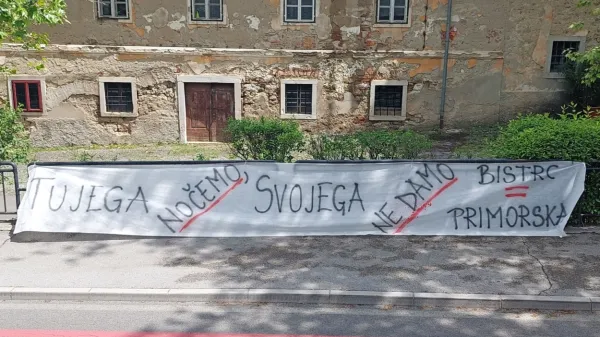 TUJEGA NOČEMO, SVOJEGA NE DAMO
BISTRC
=
PRIMORSKA